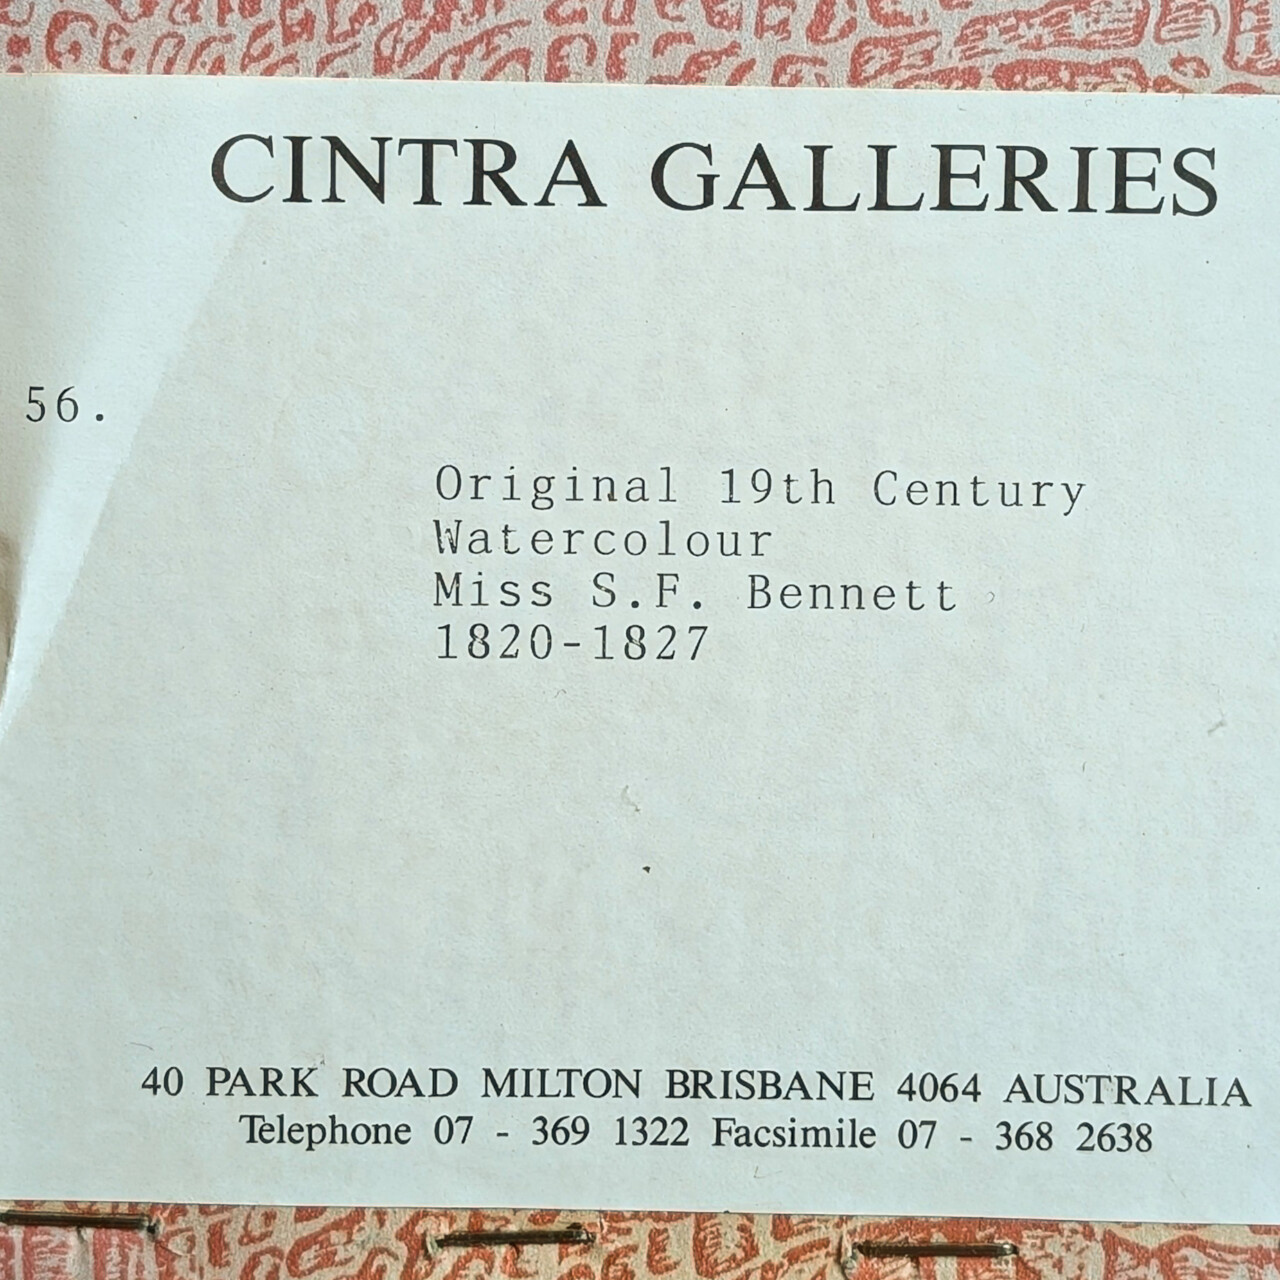 CINTRA GALLERIES
56.
Original 19th Century
Watercolour
Miss S.F. Bennett
1820-1827
40 PARK ROAD MILTON BRISBANE 4064 AUSTRALIA
Telephone 07 - 369 1322 Facsimile 07 - 368 2638